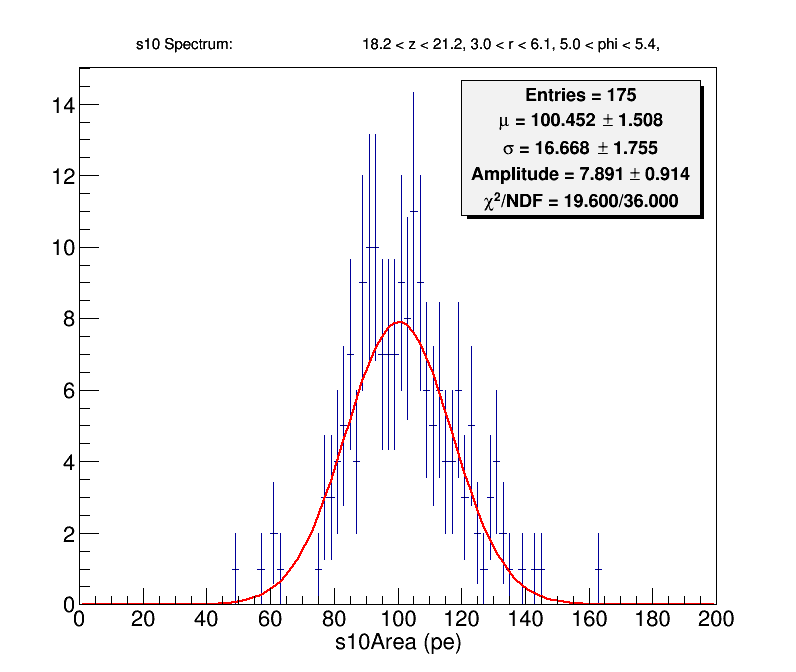 s10 Spectrum: 18.2 < z < 21.2, 3.0 < r < 6.1, 5.0 < phi < 5.4,
Entries = 175
μ = 100.452 ± 1.508
σ = 16.668 ± 1.755
Amplitude = 7.891 ± 0.914
χ²/NDF = 19.600/36.000
14
12
10
8
6
4
2
0
0 20 40 60 80 100 120 140 160 180 200
s10Area (pe)